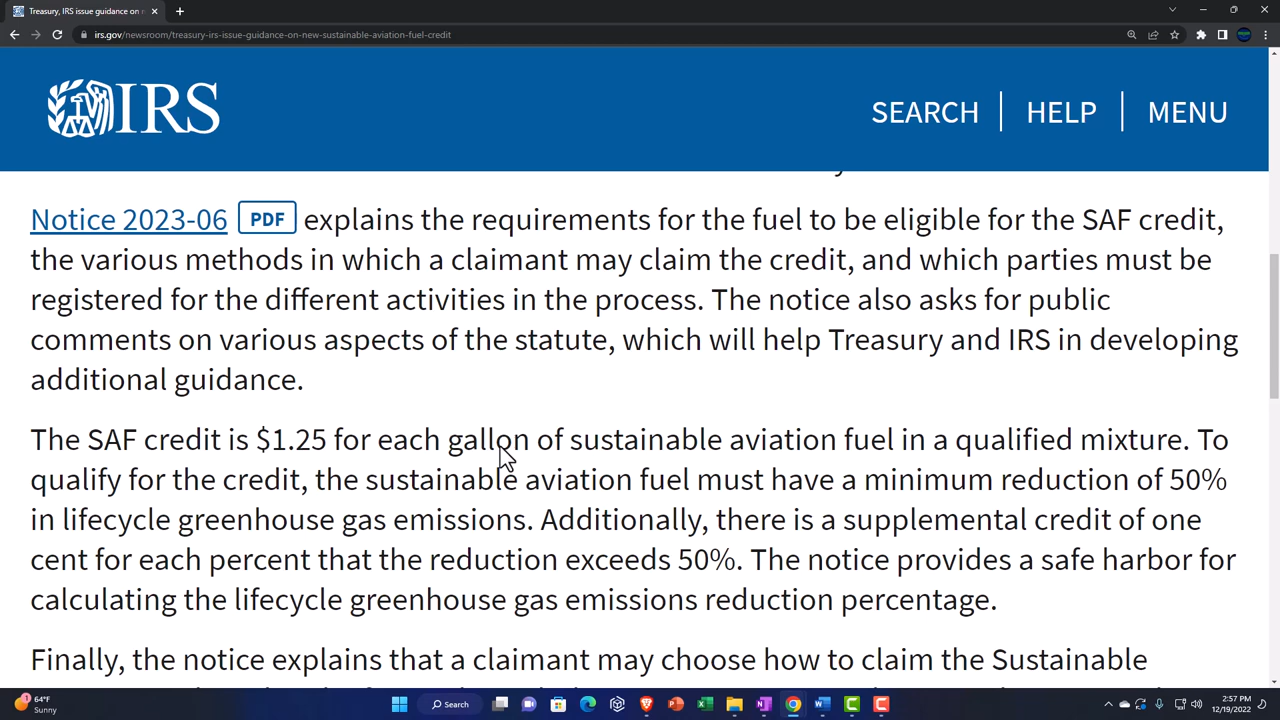 Treasury, IRS issue guidance on n
irs.gov/newsroom/treasury-irs-issue-guidance-on-new-sustainable-aviation-fuel-credit
IRS
SEARCH HELP MENU
Notice 2023-06 PDF explains the requirements for the fuel to be eligible for the SAF credit,
the various methods in which a claimant may claim the credit, and which parties must be
registered for the different activities in the process. The notice also asks for public
comments on various aspects of the statute, which will help Treasury and IRS in developing
additional guidance.
The SAF credit is $1.25 for each gallon of sustainable aviation fuel in a qualified mixture. To
qualify for the credit, the sustainable aviation fuel must have a minimum reduction of 50%
in lifecycle greenhouse gas emissions. Additionally, there is a supplemental credit of one
cent for each percent that the reduction exceeds 50%. The notice provides a safe harbor for
calculating the lifecycle greenhouse gas emissions reduction percentage.
Finally, the notice explains that a claimant may choose how to claim the Sustainable
64°F
Sunny
Search
2:57 PM
12/19/2022